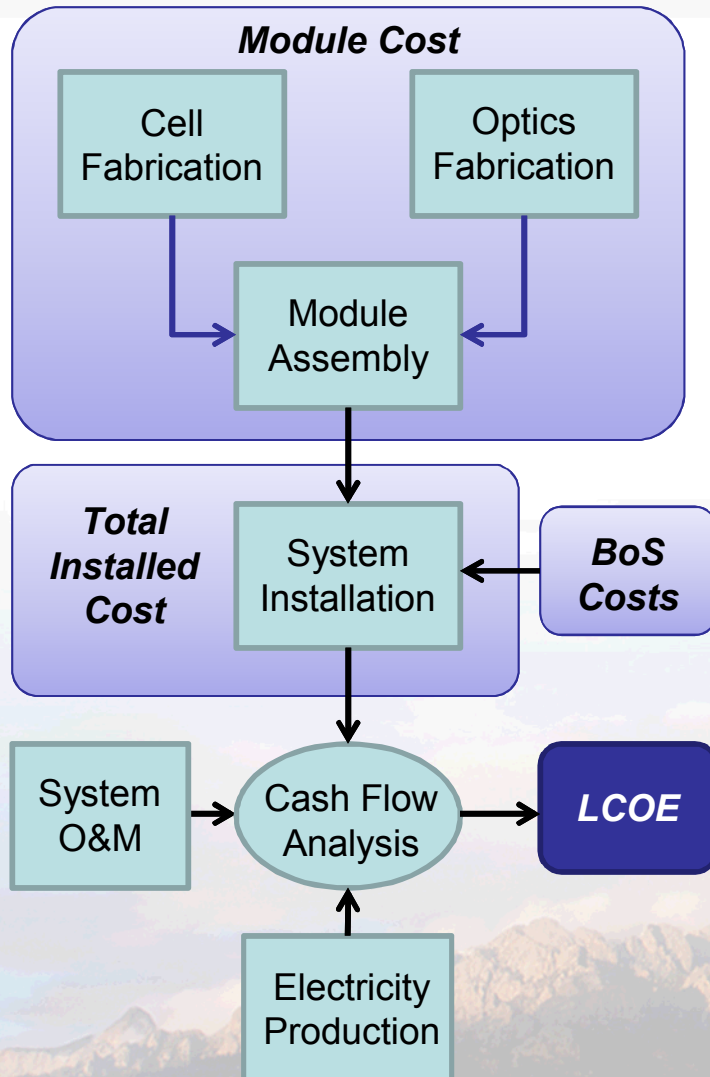 Module Cost
Cell
Fabrication
Optics
Fabrication
Module
Assembly
Total
Installed
Cost
System
Installation
BoS
Costs
System
O&M
Cash Flow
Analysis
LCOE
Electricity
Production